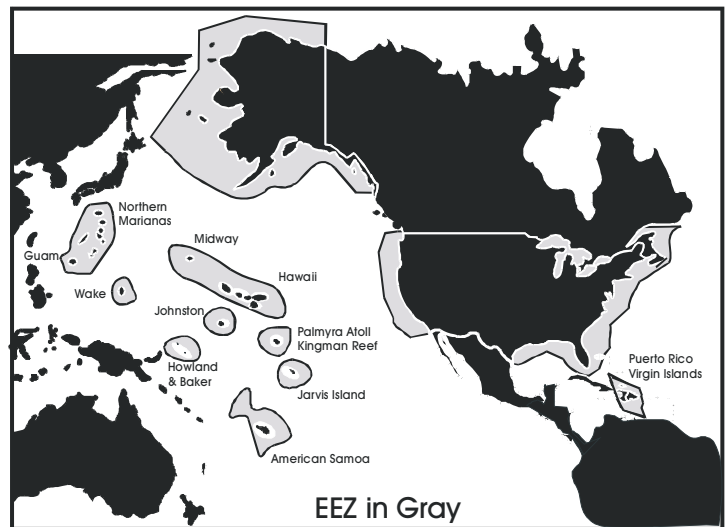 Northern
Marianas
Guam
Wake
Midway
Hawaii
Johnston
Palmyra Atoll
Kingman Reef
Howland
& Baker
Jarvis Island
American Samoa
Puerto Rico
Virgin Islands
EEZ in Gray